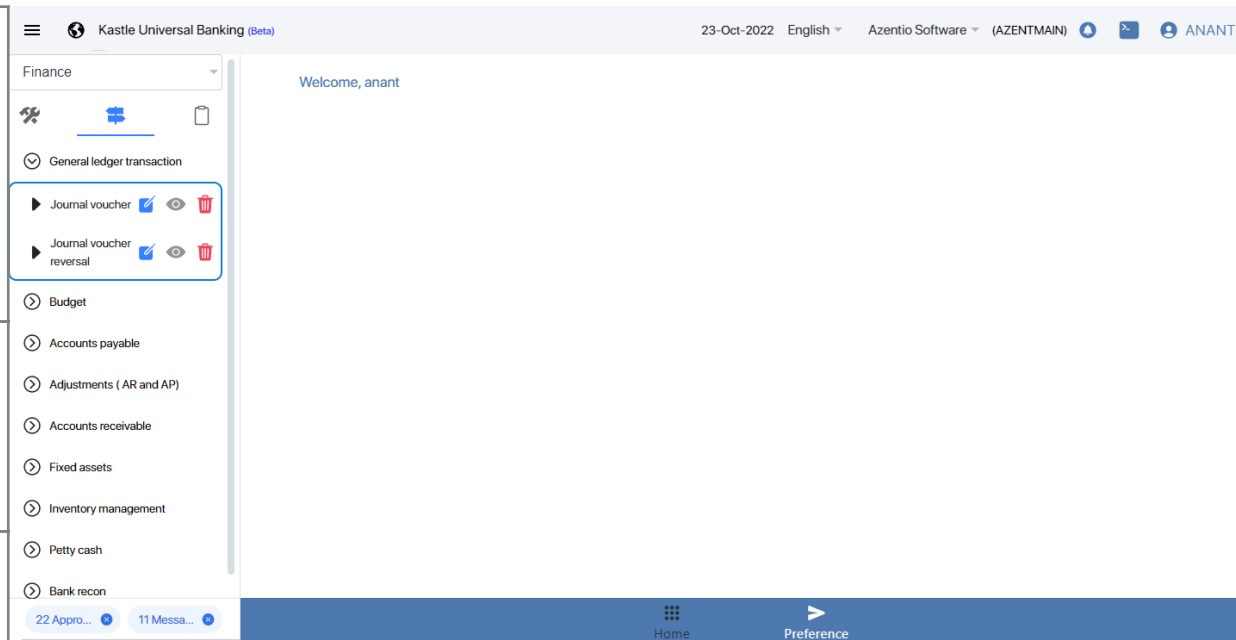 Kastle Universal Banking (Beta)
23-Oct-2022 English Azentio Software (AZENTMAIN) ANANT
Finance
Welcome, anant
General ledger transaction
Journal voucher
Journal voucher
reversal
Budget
Accounts payable
Adjustments ( AR and AP)
Accounts receivable
Fixed assets
Inventory management
Petty cash
Bank recon
22 Appro... 11 Messa...
Home Preference